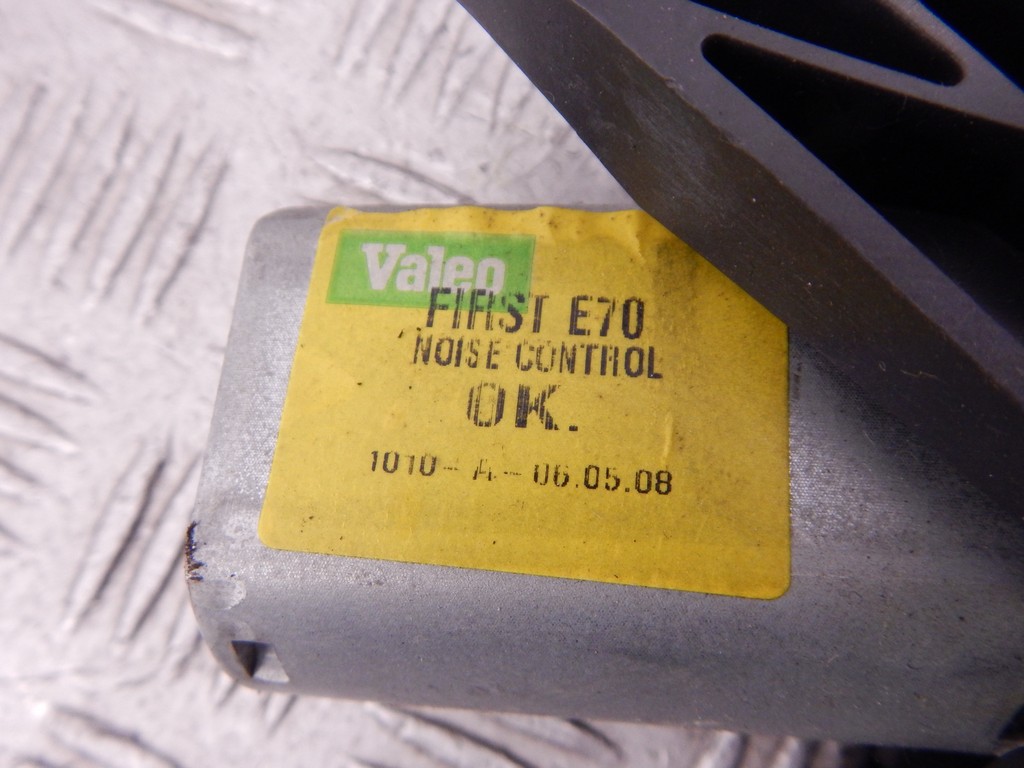 Valeo
FIRST E70
NOISE CONTROL
OK.
1010 - A - 06.05.08